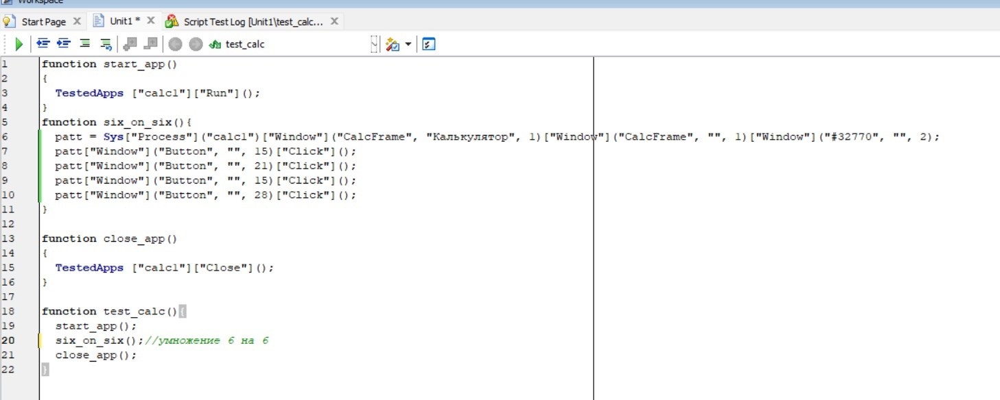 Workspace
Start Page
Unit1 *
Script Test Log [Unit1\test_calc...
test_calc
1 function start_app()
2 {
3 TestedApps ["calc1"]["Run"]();
4 }
5 function six_on_six(){
6 patt = Sys["Process"]("calc1")["Window"]("CalcFrame", "Калькулятор", 1)["Window"]("CalcFrame", "", 1)["Window"]("#32770", "", 2);
7 patt["Window"]("Button", "", 15)["Click"]();
8 patt["Window"]("Button", "", 21)["Click"]();
9 patt["Window"]("Button", "", 15)["Click"]();
10 patt["Window"]("Button", "", 28)["Click"]();
11 }
12
13 function close_app()
14 {
15 TestedApps ["calc1"]["Close"]();
16 }
17
18 function test_calc(){
19 start_app();
20 six_on_six();//умножение 6 на 6
21 close_app();
22 }